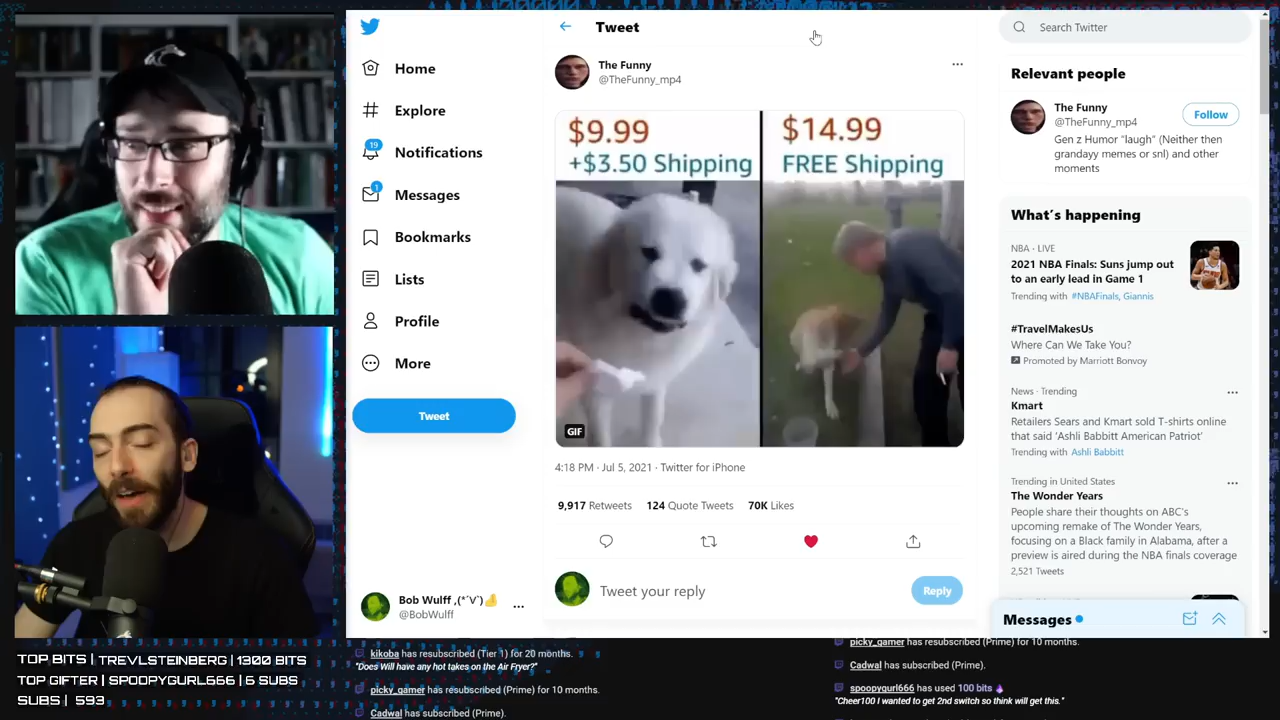 Home
Explore
19
Notifications
1
Messages
Bookmarks
Lists
Profile
More
Tweet
Bob Wulff ,(*ˊVˋ)👍
@BobWulff
Tweet
The Funny
@TheFunny_mp4
$9.99
+$3.50 Shipping
$14.99
FREE Shipping
GIF
4:18 PM · Jul 5, 2021 · Twitter for iPhone
9,917 Retweets 124 Quote Tweets 70K Likes
Tweet your reply
Reply
Search Twitter
Relevant people
The Funny
@TheFunny_mp4
Follow
Gen z Humor "laugh" (Neither then
grandayy memes or snl) and other
moments
What's happening
NBA · LIVE
2021 NBA Finals: Suns jump out
to an early lead in Game 1
Trending with #NBAFinals, Giannis
#TravelMakesUs
Where Can We Take You?
Promoted by Marriott Bonvoy
News · Trending
Kmart
Retailers Sears and Kmart sold T-shirts online
that said 'Ashli Babbitt American Patriot'
Trending with Ashli Babbitt
Trending in United States
The Wonder Years
People share their thoughts on ABC's
upcoming remake of The Wonder Years,
focusing on a Black family in Alabama, after a
preview is aired during the NBA finals coverage
2,521 Tweets
Messages
TOP BITS | TREVLSTEINBERG | 1300 BITS
TOP GIFTER | SPOOPYGURL666 | 6 SUBS
SUBS | 593
kikoba has resubscribed (Tier 1) for 20 months.
"Does Will have any hot takes on the Air Fryer?"
picky_gamer has resubscribed (Prime) for 10 months.
Cadwal has subscribed (Prime).
picky_gamer has resubscribed (Prime) for 10 months.
Cadwal has subscribed (Prime).
spoopygurl666 has used 100 bits
"Cheer100 I wanted to get 2nd switch so think will get this."